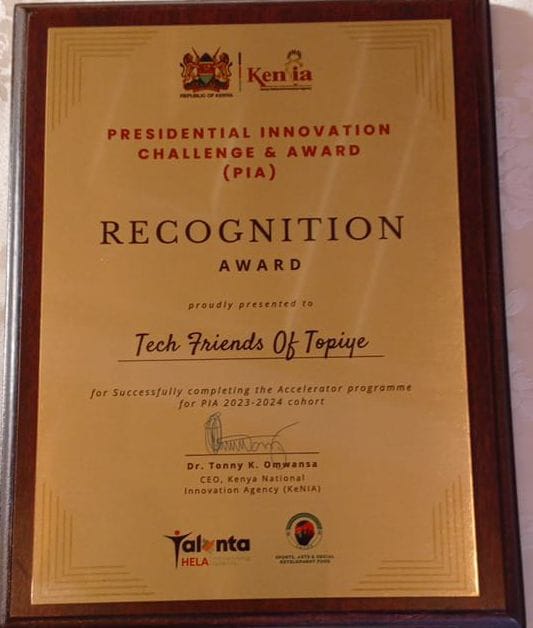 REPUBLIC OF KENYA
Kenia
PRESIDENTIAL INNOVATION
CHALLENGE & AWARD
(PIA)
RECOGNITION
AWARD
proudly presented to
Tech Friends Of Topiye
for Successfully completing the Accelerator programme
for PIA 2023-2024 cohort
Dr. Tonny K. Omwansa
CEO, Kenya National
Innovation Agency (KeNIA)
Talanta
HELA
SPORTS, ARTS & SOCIAL
DEVELOPMENT FUND